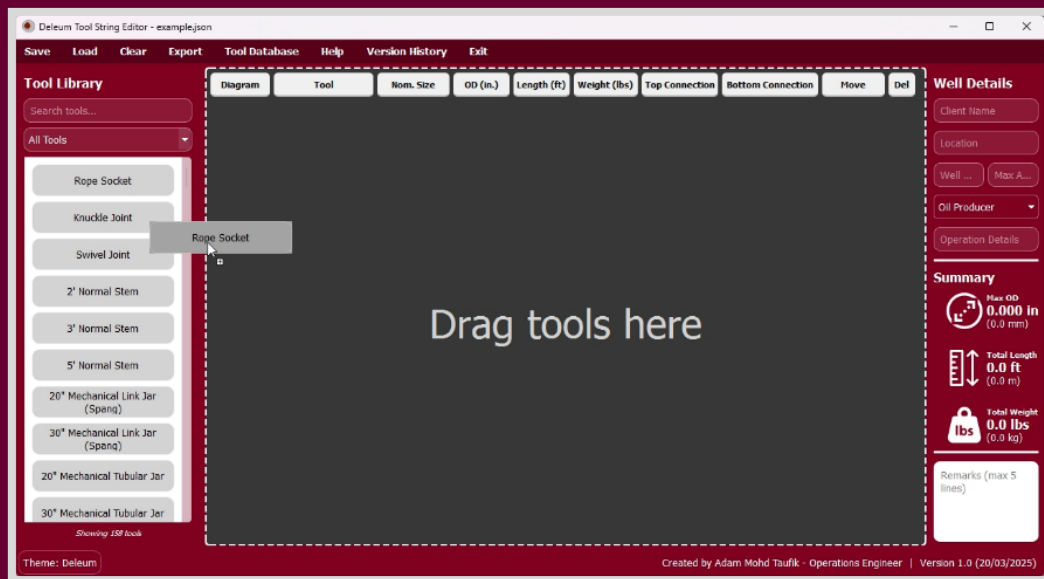 Deleum Tool String Editor - example.json
Save Load Clear Export Tool Database Help Version History Exit
Tool Library
Search tools...
All Tools
Rope Socket
Knuckle Joint
Rope Socket
Swivel Joint
2' Normal Stem
3' Normal Stem
5' Normal Stem
20" Mechanical Link Jar
(Spang)
30" Mechanical Link Jar
(Spang)
20" Mechanical Tubular Jar
30" Mechanical Tubular Jar
Showing 158 tools
Theme: Deleum
Diagram Tool Nom. Size OD (in.) Length (ft) Weight (lbs) Top Connection Bottom Connection Move Del
Drag tools here
Well Details
Client Name
Location
Well ... Max A...
Oil Producer
Operation Details
Summary
Max OD
0.000 in
(0.0 mm)
Total Length
0.0 ft
(0.0 m)
lbs
Total Weight
0.0 lbs
(0.0 kg)
Remarks (max 5
lines)
Created by Adam Mohd Taufik - Operations Engineer | Version 1.0 (20/03/2025)